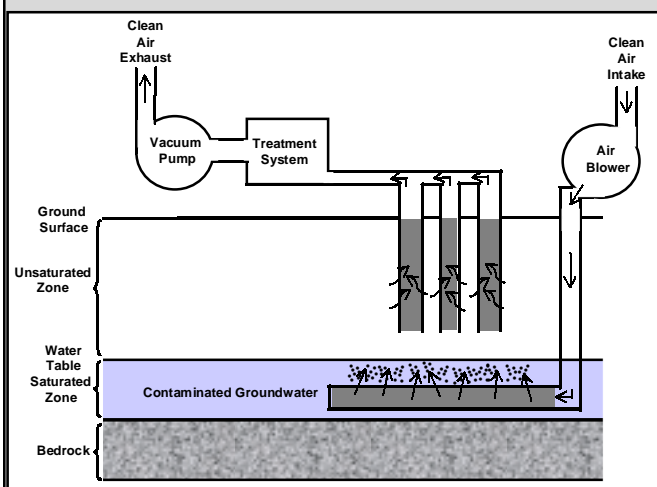 Clean
Air
Exhaust
Clean
Air
Intake
Vacuum
Pump
Treatment
System
Air
Blower
Ground
Surface
Unsaturated
Zone
Water
Table
Saturated
Zone
Contaminated Groundwater
Bedrock